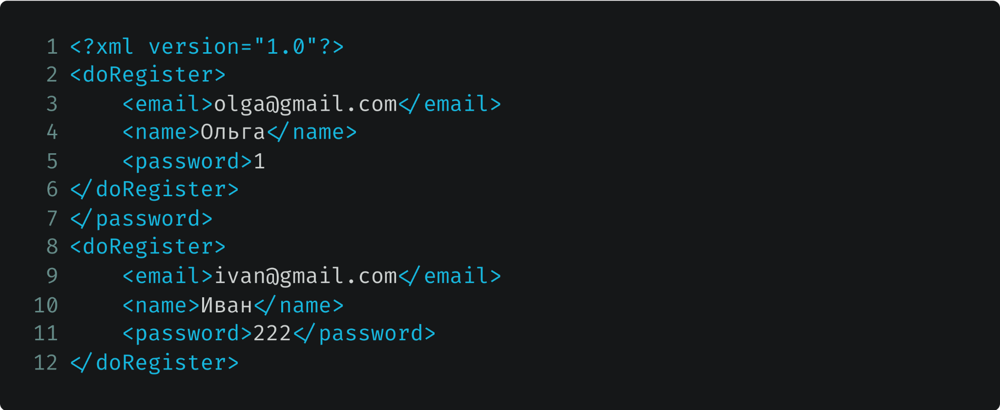 1 <?xml version="1.0"?>
2 <doRegister>
3     <email>olga@gmail.com</email>
4     <name>Ольга</name>
5     <password>1
6 </doRegister>
7 </password>
8 <doRegister>
9     <email>ivan@gmail.com</email>
10     <name>Иван</name>
11     <password>222</password>
12 </doRegister>